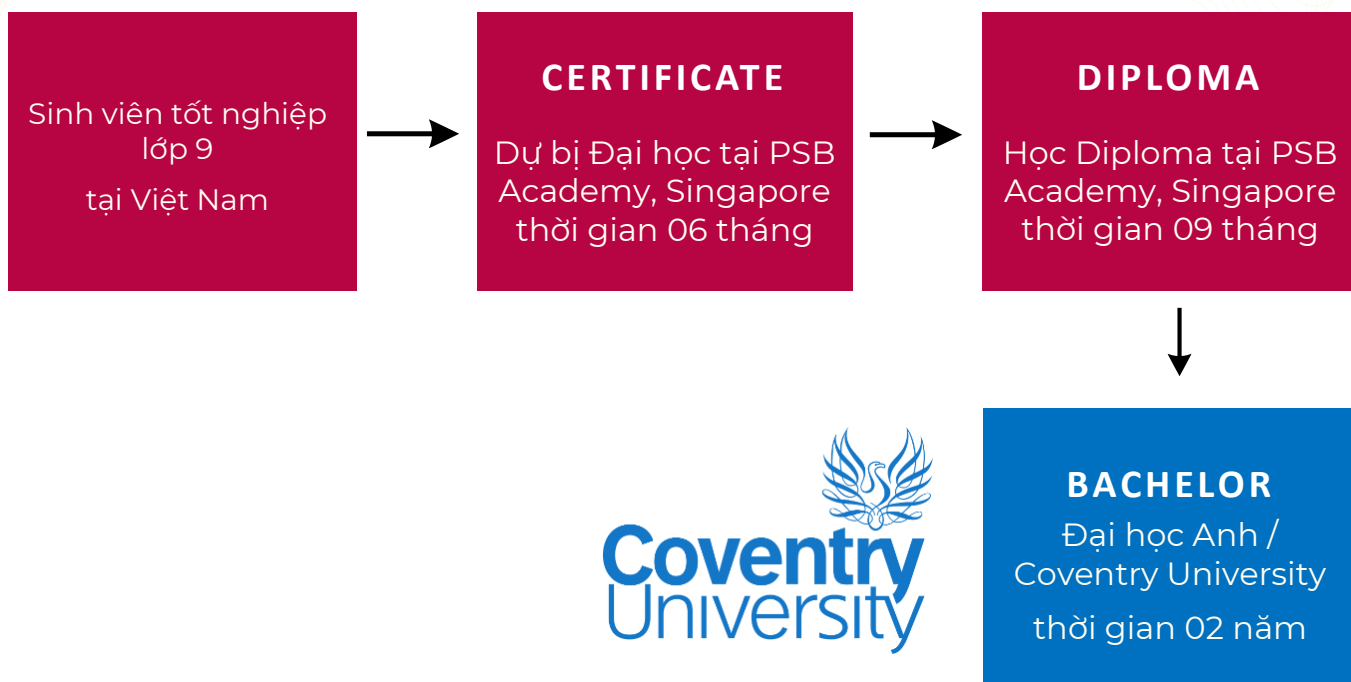 Sinh viên tốt nghiệp
lớp 9
tại Việt Nam
CERTIFICATE
Dự bị Đại học tại PSB
Academy, Singapore
thời gian 06 tháng
DIPLOMA
Học Diploma tại PSB
Academy, Singapore
thời gian 09 tháng
Coventry
University
BACHELOR
Đại học Anh /
Coventry University
thời gian 02 năm